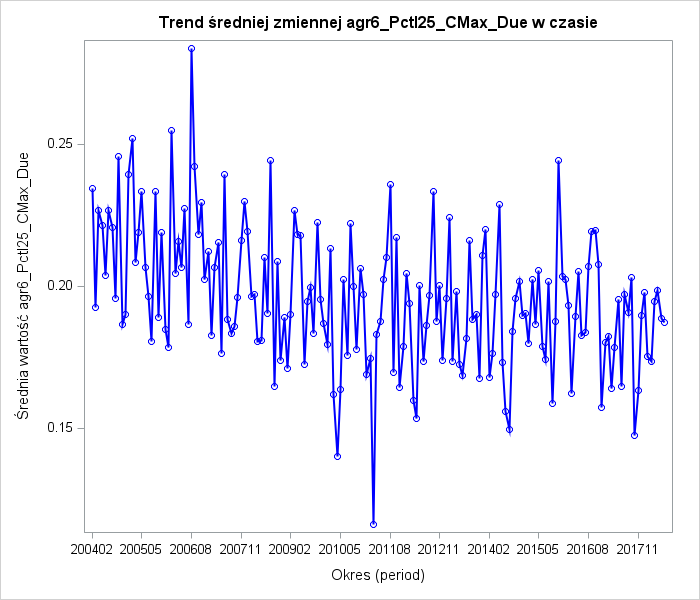 Trend średniej zmiennej agr6_Pctl25_CMax_Due w czasie
Średnia wartość agr6_Pctl25_CMax_Due
0.25
0.20
0.15
200402 200505 200608 200711 200902 201005 201108 201211 201402 201505 201608 201711
Okres (period)